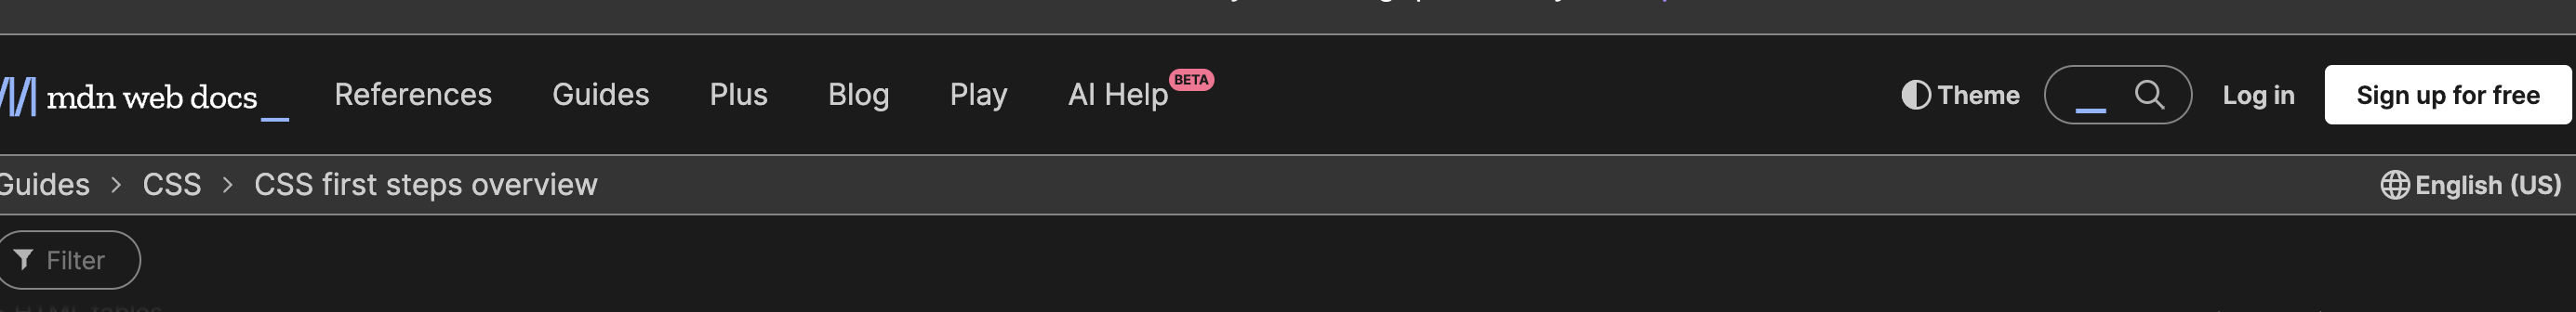 mdn web docs_ References Guides Plus Blog Play AI Help BETA Theme Log in Sign up for free
Guides > CSS > CSS first steps overview English (US)
Filter